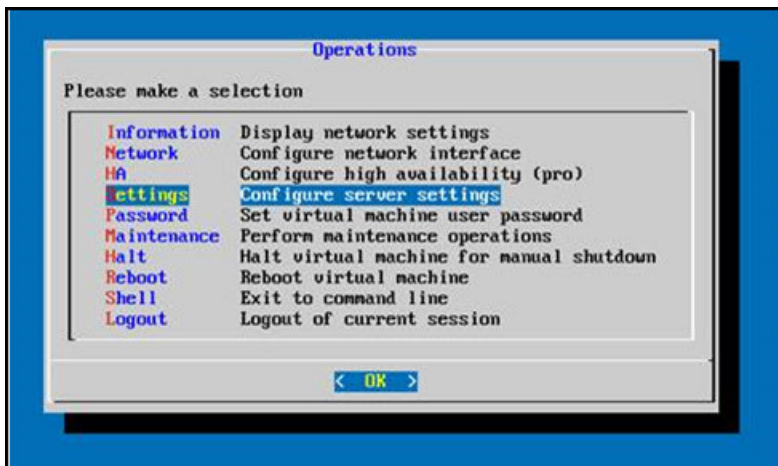 Operations
Please make a selection
Information Display network settings
Network Configure network interface
HA Configure high availability (pro)
Settings Configure server settings
Password Set virtual machine user password
Maintenance Perform maintenance operations
Halt Halt virtual machine for manual shutdown
Reboot Reboot virtual machine
Shell Exit to command line
Logout Logout of current session
< OK >